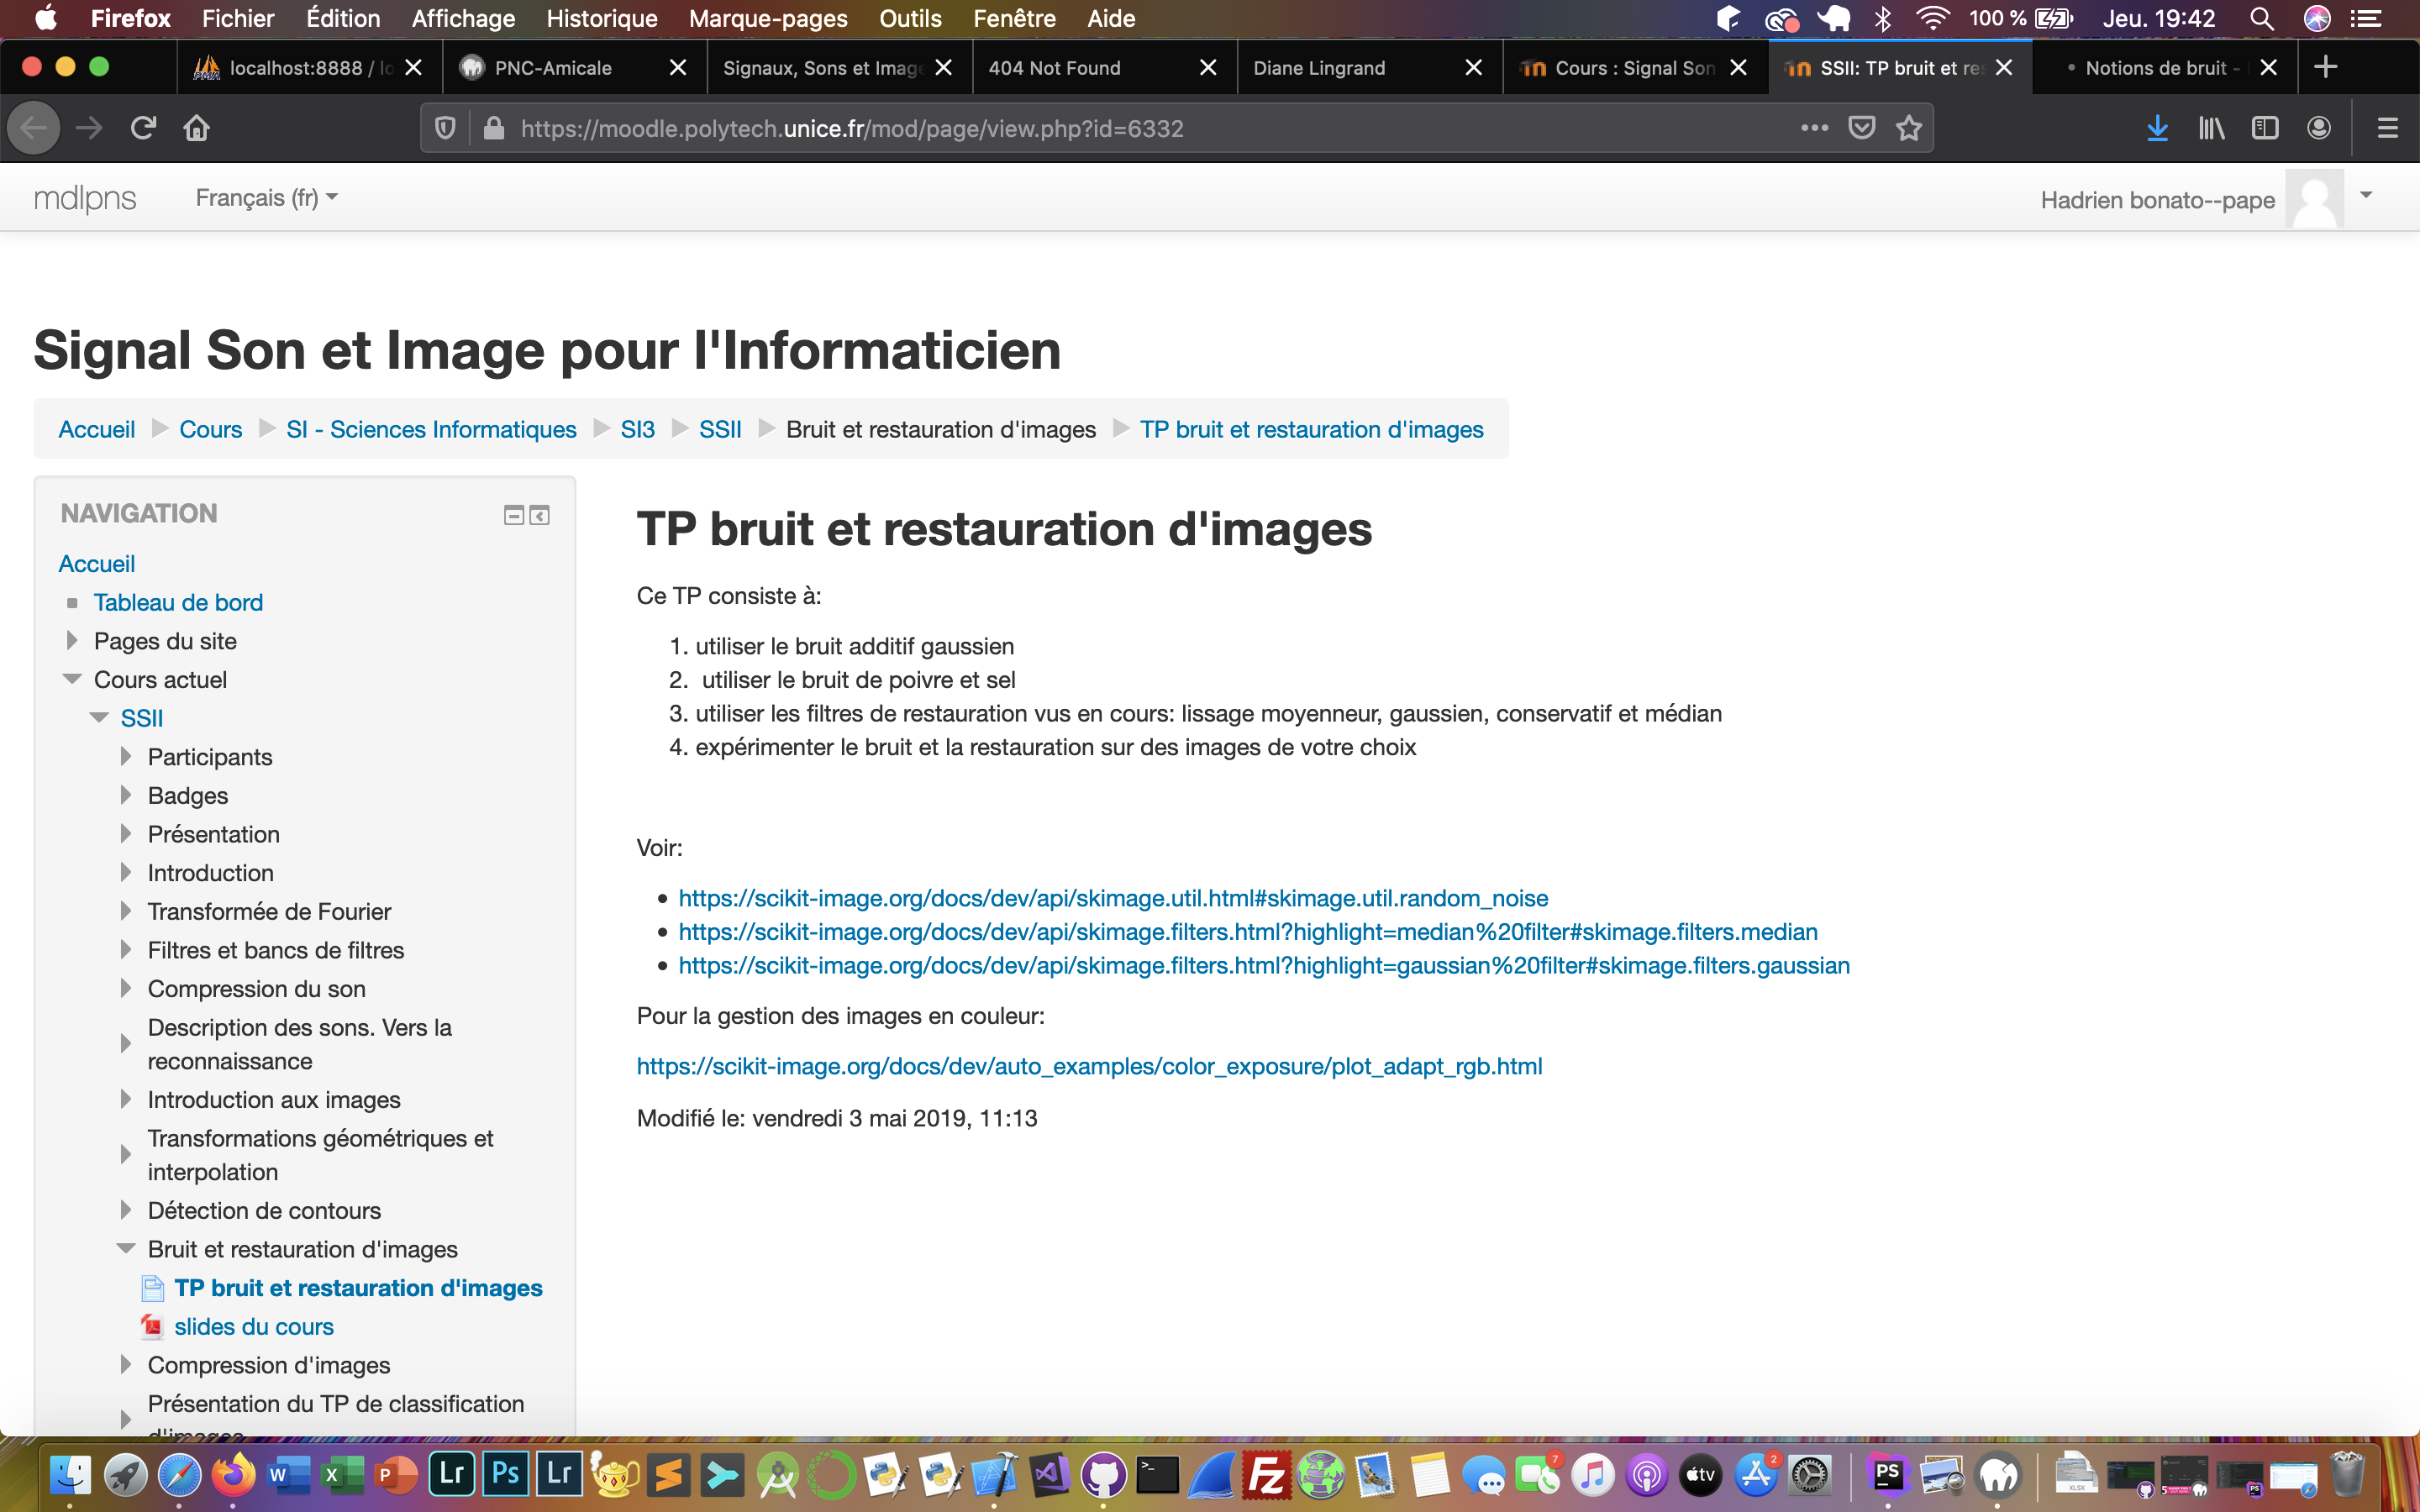 Firefox Fichier Édition Affichage Historique Marque-pages Outils Fenêtre Aide 100 % Jeu. 19:42
localhost:8888 / lo PNC-Amicale Signaux, Sons et Image 404 Not Found Diane Lingrand Cours : Signal Son SSII: TP bruit et res Notions de bruit -
https://moodle.polytech.unice.fr/mod/page/view.php?id=6332
mdlpns Français (fr) Hadrien bonato--pape
Signal Son et Image pour l'Informaticien
Accueil Cours SI - Sciences Informatiques SI3 SSII Bruit et restauration d'images TP bruit et restauration d'images
NAVIGATION
Accueil
Tableau de bord
Pages du site
Cours actuel
SSII
Participants
Badges
Présentation
Introduction
Transformée de Fourier
Filtres et bancs de filtres
Compression du son
Description des sons. Vers la
reconnaissance
Introduction aux images
Transformations géométriques et
interpolation
Détection de contours
Bruit et restauration d'images
TP bruit et restauration d'images
slides du cours
Compression d'images
Présentation du TP de classification
d'images
TP bruit et restauration d'images
Ce TP consiste à:
1. utiliser le bruit additif gaussien
2. utiliser le bruit de poivre et sel
3. utiliser les filtres de restauration vus en cours: lissage moyenneur, gaussien, conservatif et médian
4. expérimenter le bruit et la restauration sur des images de votre choix
Voir:
• https://scikit-image.org/docs/dev/api/skimage.util.html#skimage.util.random_noise
• https://scikit-image.org/docs/dev/api/skimage.filters.html?highlight=median%20filter#skimage.filters.median
• https://scikit-image.org/docs/dev/api/skimage.filters.html?highlight=gaussian%20filter#skimage.filters.gaussian
Pour la gestion des images en couleur:
https://scikit-image.org/docs/dev/auto_examples/color_exposure/plot_adapt_rgb.html
Modifié le: vendredi 3 mai 2019, 11:13
W X P Lr Ps Lr Fz 7 tv 2 PS XLSX